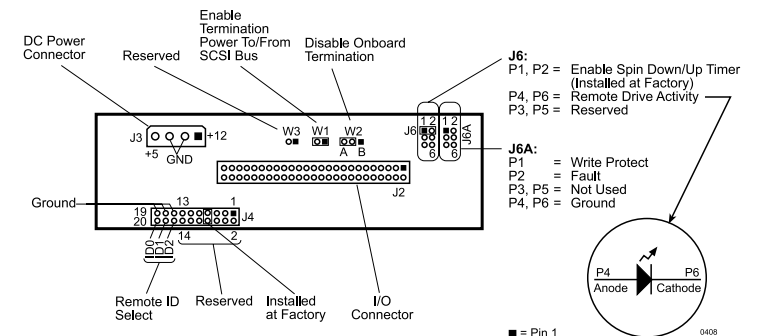 Enable
Termination
Power To/From
SCSI Bus
DC Power
Connector
Reserved
Disable Onboard
Termination
J6:
P1, P2 = Enable Spin Down/Up Timer
(Installed at Factory)
P4, P6 = Remote Drive Activity
P3, P5 = Reserved
J6A:
P1 = Write Protect
P2 = Fault
P3, P5 = Not Used
P4, P6 = Ground
J3
+12
+5
GND
W3
W1
W2
A B
J6
1 2
6
1 2
6
J6A
J2
Ground
19
20
13
1
J4
14
2
ID0
ID1
ID2
Remote ID
Select
Reserved
Installed
at Factory
I/O
Connector
P4
Anode
P6
Cathode
■ = Pin 1
0408